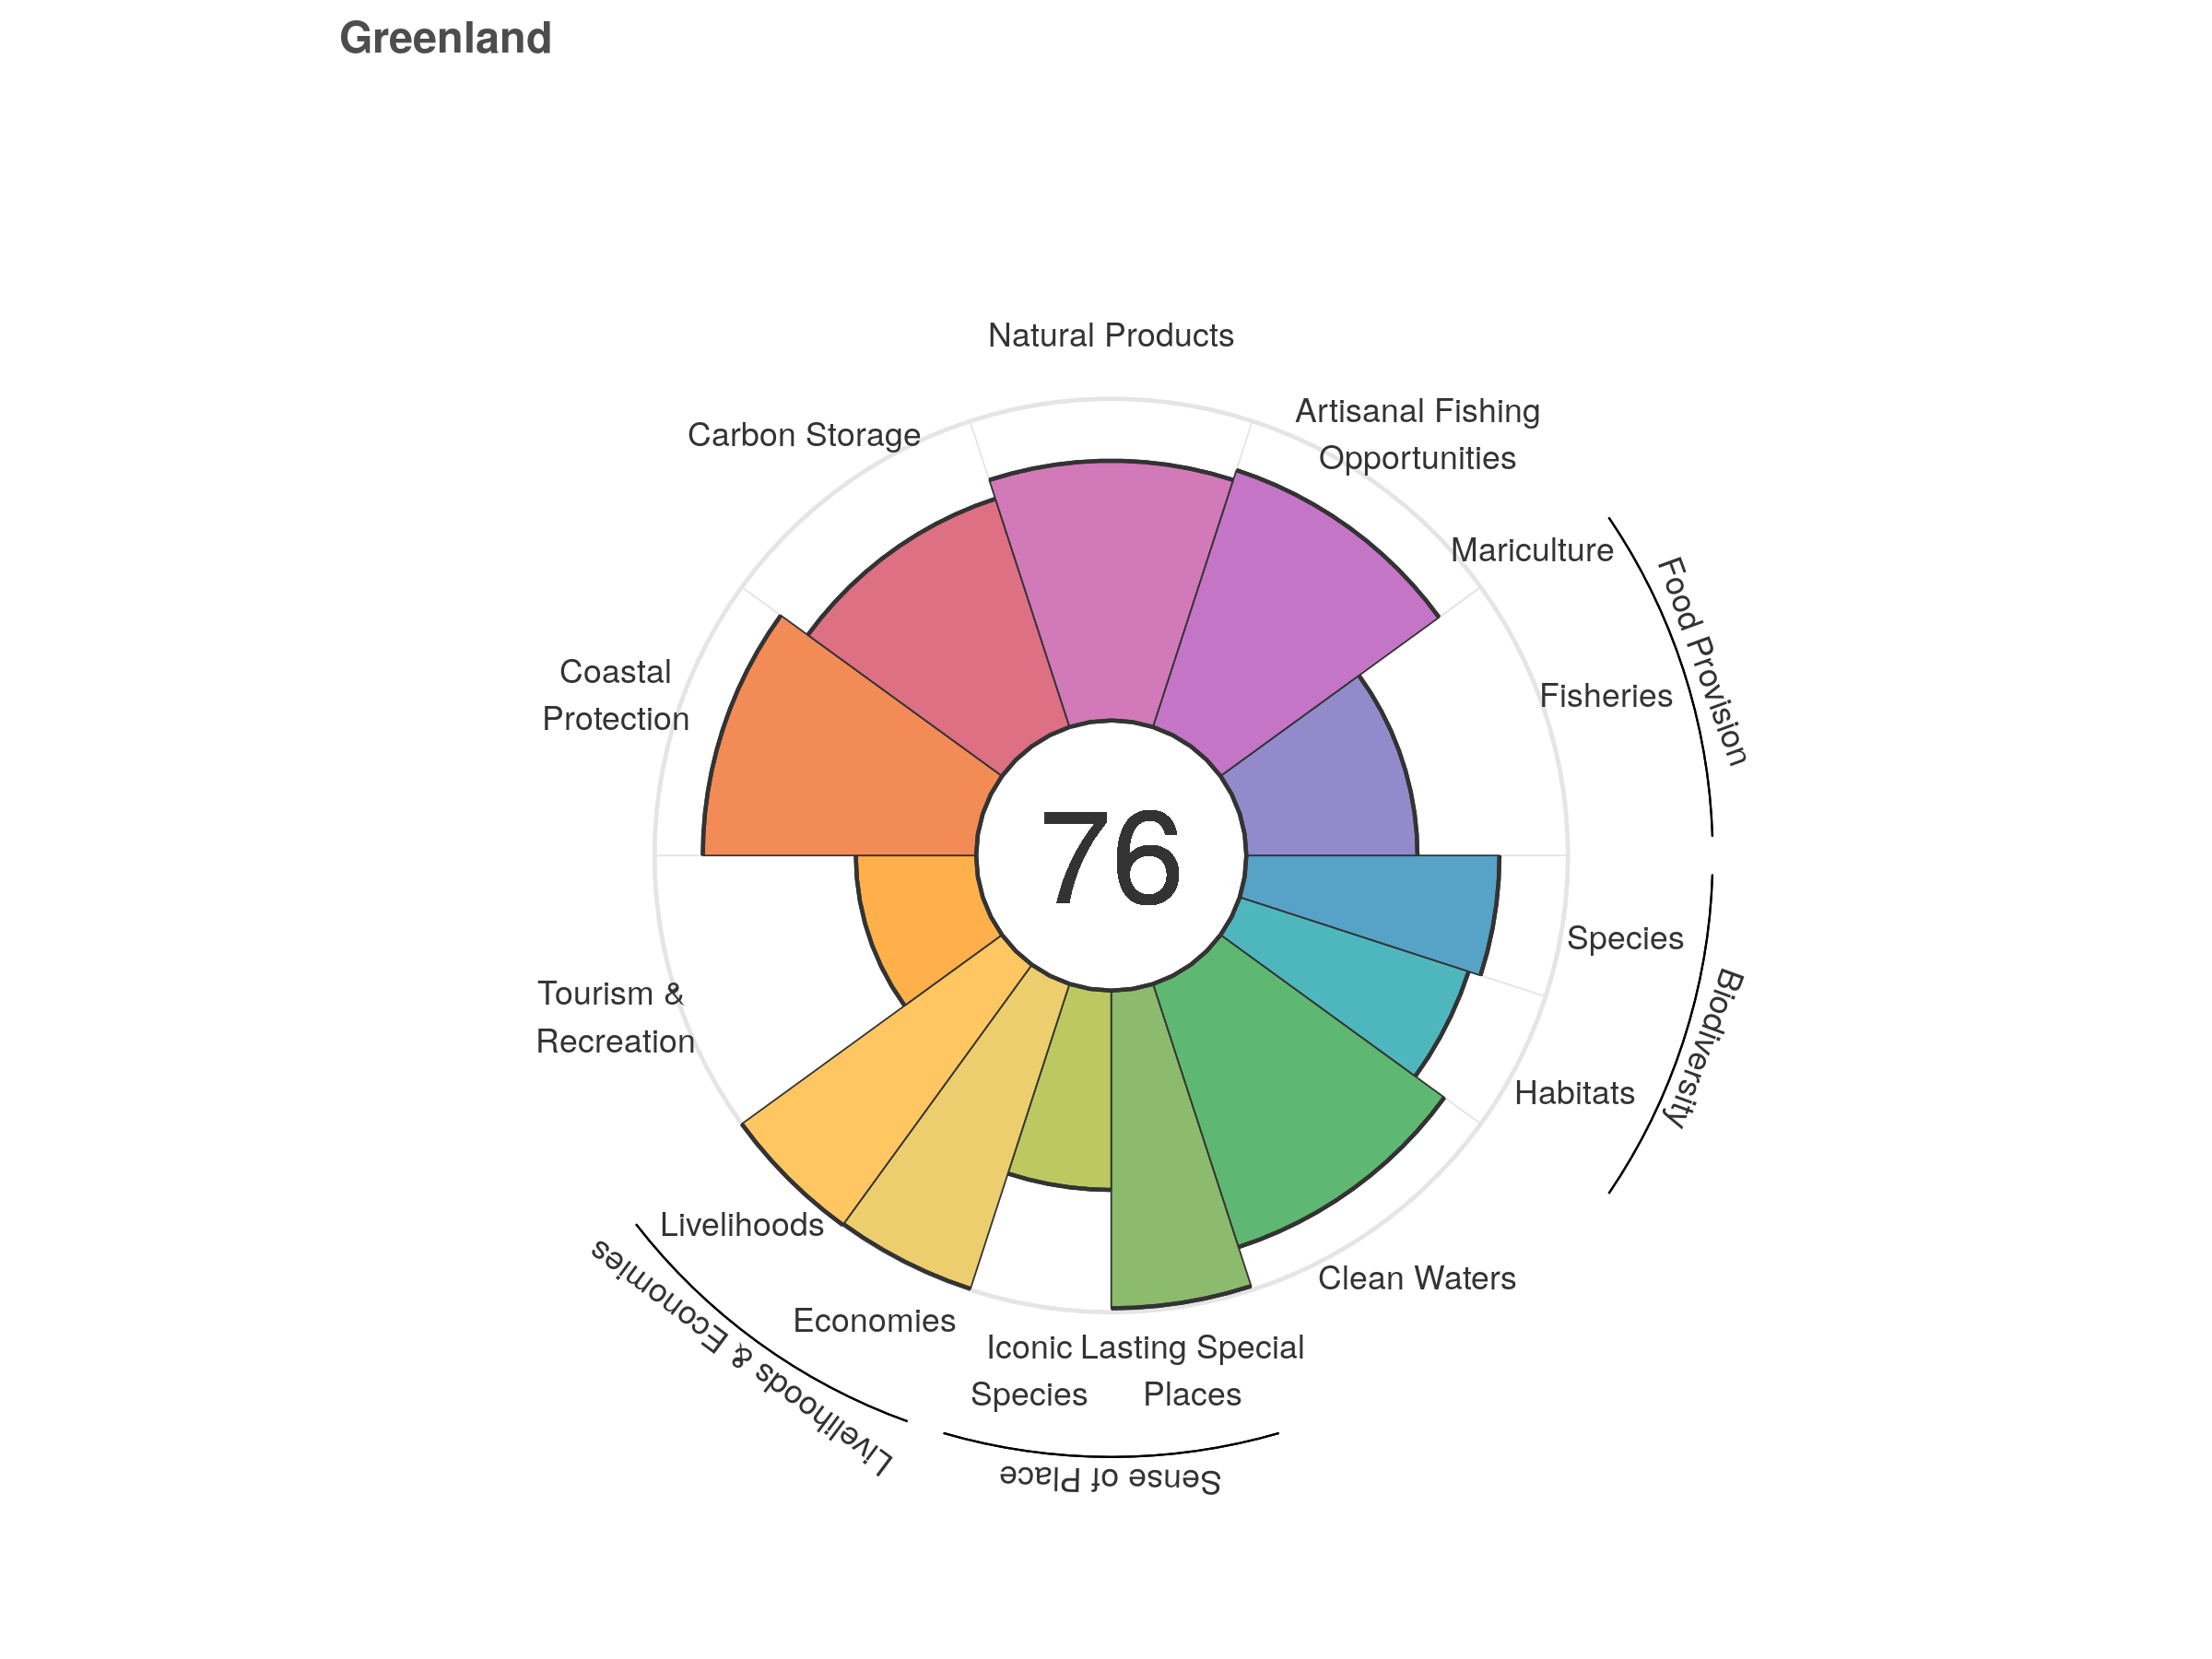 Greenland
Natural Products
Artisanal Fishing
Opportunities
Carbon Storage
Mariculture
Food Provision
Coastal
Protection
Fisheries
76
Species
Biodiversity
Tourism &
Recreation
Habitats
Livelihoods
Clean Waters
Economies
Livelihoods & Economies
Iconic
Species
Lasting Special
Places
Sense of Place